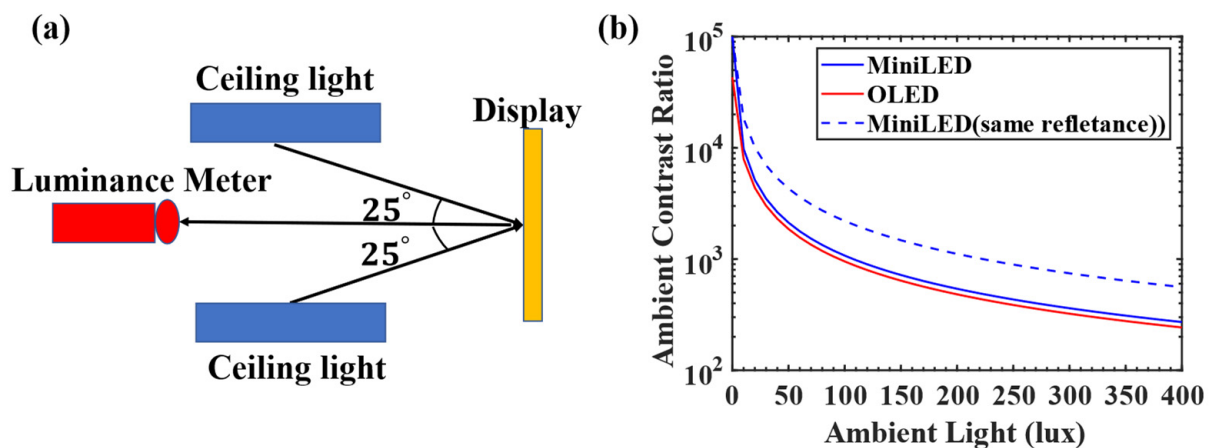 (a)
Ceiling light
Display
Luminance Meter
25°
25°
Ceiling light
(b)
Ambient Contrast Ratio
10^5
10^4
10^3
10^2
MiniLED
OLED
MiniLED(same refletance))
0 50 100 150 200 250 300 350 400
Ambient Light (lux)